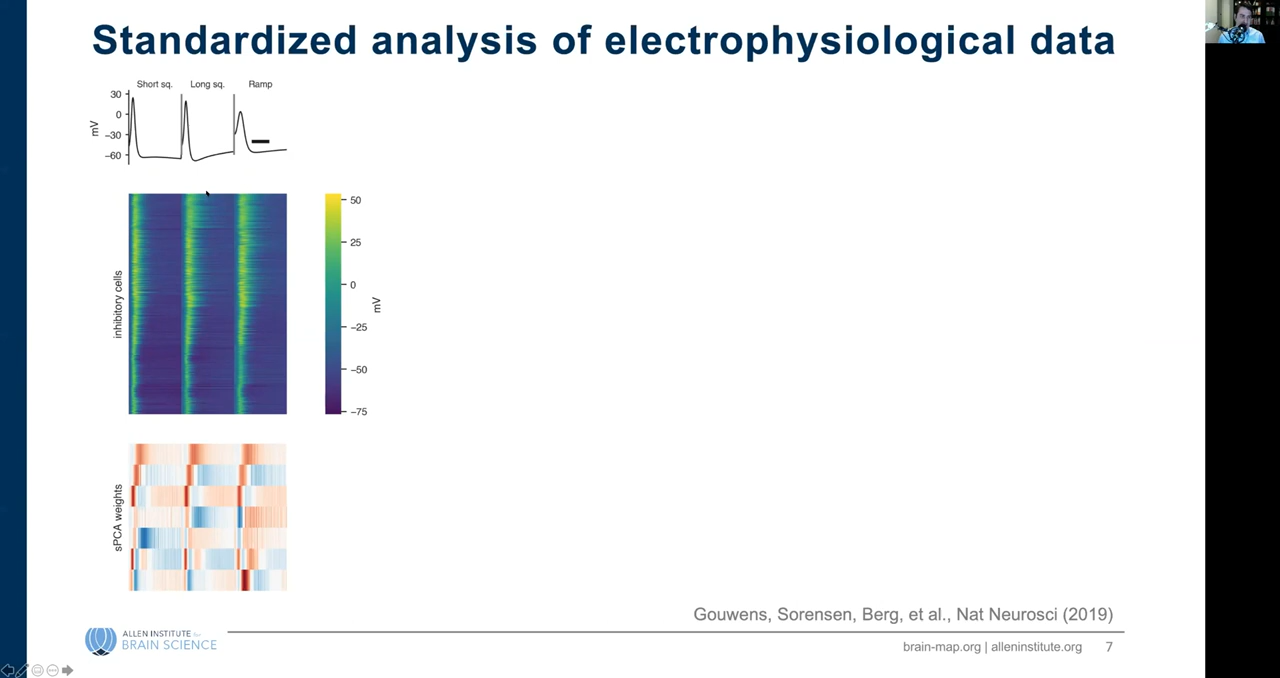 Standardized analysis of electrophysiological data
Short sq. Long sq. Ramp
30
0
−30
−60
mV
inhibitory cells
50
25
0
−25
−50
−75
mV
sPCA weights
Gouwens, Sorensen, Berg, et al., Nat Neurosci (2019)
ALLEN INSTITUTE for
BRAIN SCIENCE
brain-map.org | alleninstitute.org 7